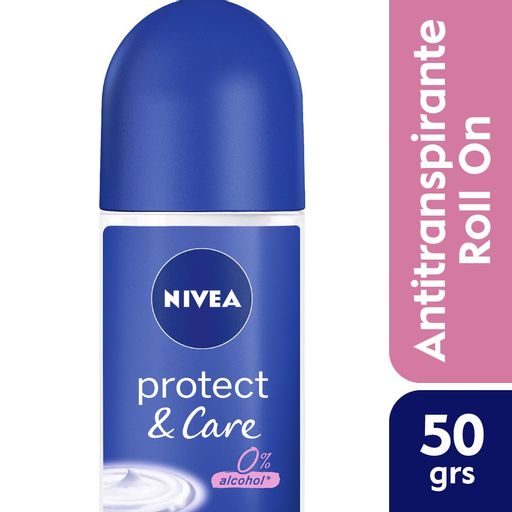 NIVEA
protect
& Care
0%
alcohol*
Antitranspirante
Roll On
50
grs